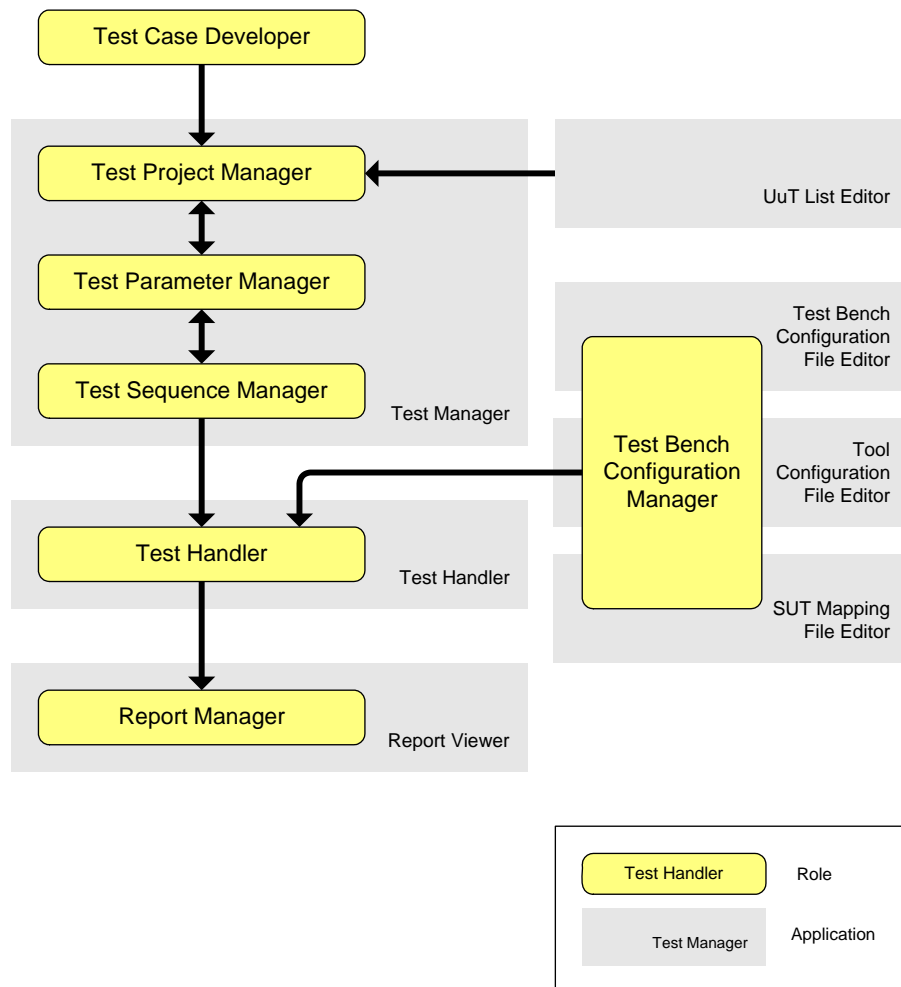 Test Case Developer
Test Project Manager
UuT List Editor
Test Parameter Manager
Test Bench
Configuration
File Editor
Test Sequence Manager
Test Manager
Test Bench
Configuration
Manager
Tool
Configuration
File Editor
Test Handler
Test Handler
SUT Mapping
File Editor
Report Manager
Report Viewer
Test Handler
Role
Test Manager
Application